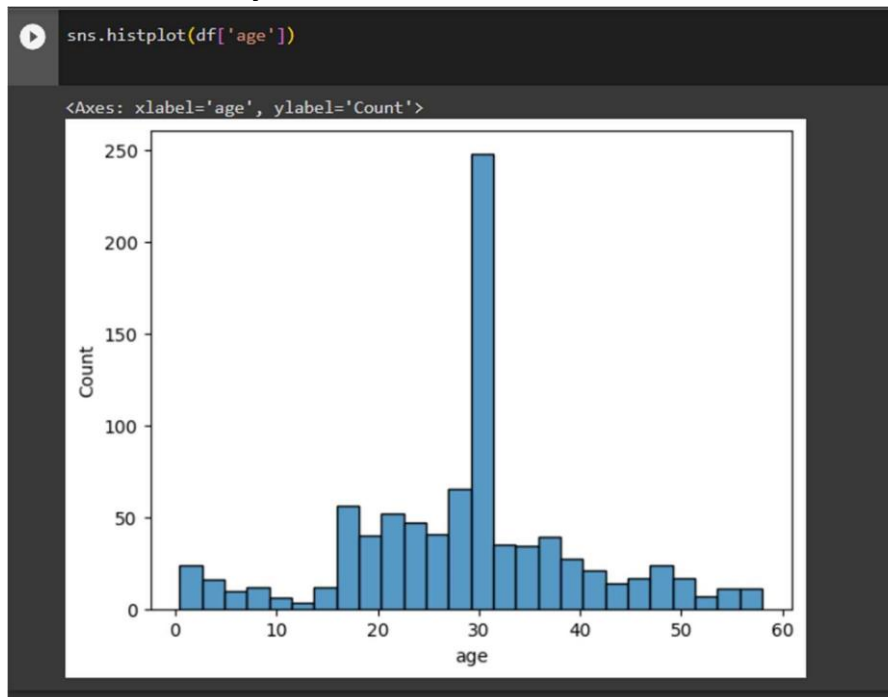 sns.histplot(df['age'])
<Axes: xlabel='age', ylabel='Count'>
250
200
150
100
50
0
Count
0 10 20 30 40 50 60
age